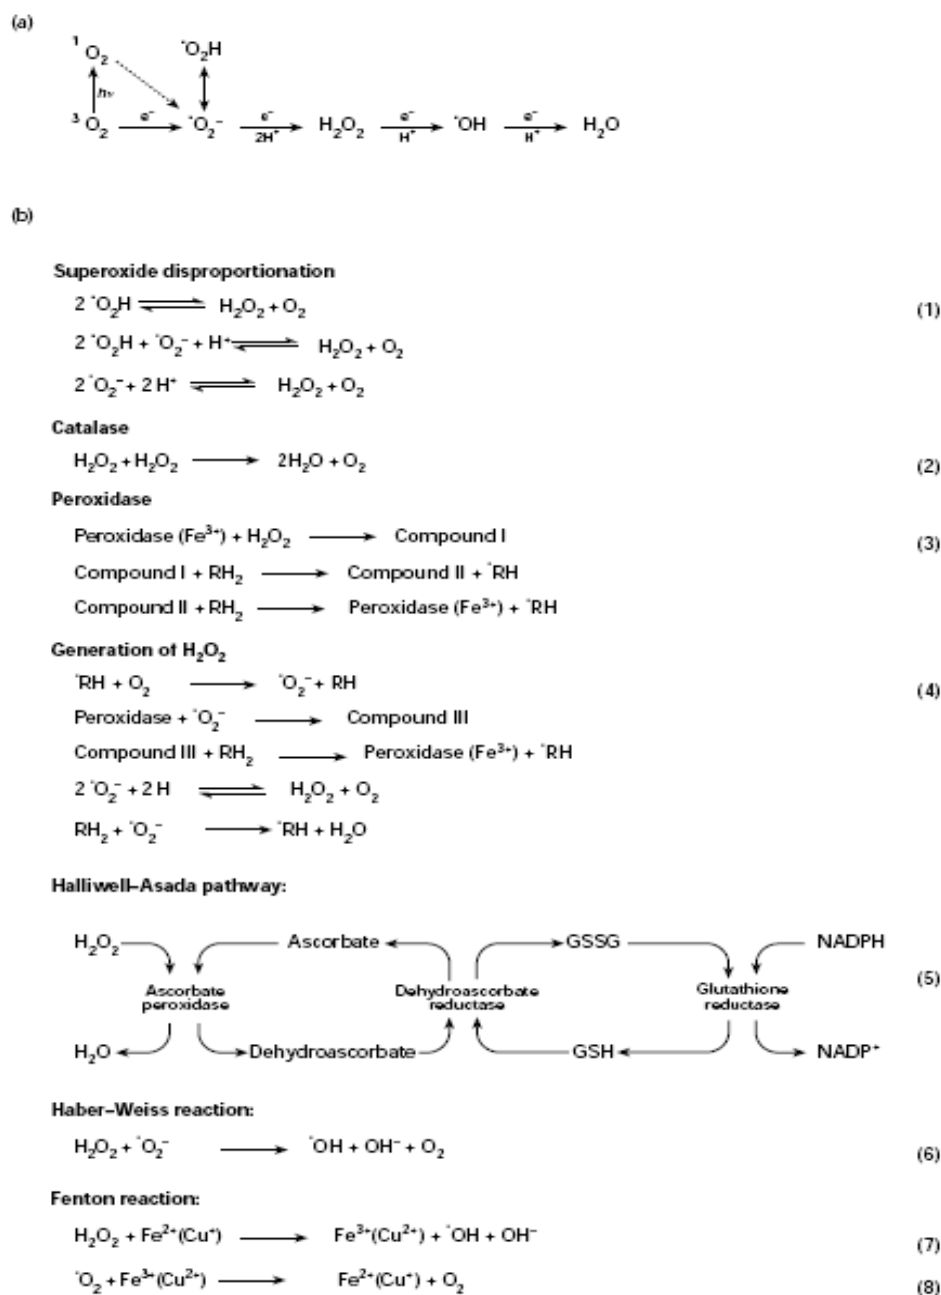 (a)
¹O₂ ˙O₂H
hν
³O₂ e⁻ ˙O₂⁻ e⁻ 2H⁺ H₂O₂ e⁻ H⁺ ˙OH e⁻ H⁺ H₂O
(b)
Superoxide disproportionation
2 ˙O₂H ⇌ H₂O₂ + O₂ (1)
2 ˙O₂H + ˙O₂⁻ + H⁺ ⇌ H₂O₂ + O₂
2 ˙O₂⁻ + 2 H⁺ ⇌ H₂O₂ + O₂
Catalase
H₂O₂ + H₂O₂ → 2H₂O + O₂ (2)
Peroxidase
Peroxidase (Fe³⁺) + H₂O₂ → Compound I (3)
Compound I + RH₂ → Compound II + ˙RH
Compound II + RH₂ → Peroxidase (Fe³⁺) + ˙RH
Generation of H₂O₂
˙RH + O₂ → ˙O₂⁻ + RH (4)
Peroxidase + ˙O₂⁻ → Compound III
Compound III + RH₂ → Peroxidase (Fe³⁺) + ˙RH
2 ˙O₂⁻ + 2 H ⇌ H₂O₂ + O₂
RH₂ + ˙O₂⁻ → ˙RH + H₂O
Halliwell–Asada pathway:
H₂O₂ Ascorbate GSSG NADPH
Ascorbate peroxidase Dehydroascorbate reductase Glutathione reductase (5)
H₂O Dehydroascorbate GSH NADP⁺
Haber–Weiss reaction:
H₂O₂ + ˙O₂⁻ → ˙OH + OH⁻ + O₂ (6)
Fenton reaction:
H₂O₂ + Fe²⁺(Cu⁺) → Fe³⁺(Cu²⁺) + ˙OH + OH⁻ (7)
˙O₂ + Fe³⁺(Cu²⁺) → Fe²⁺(Cu⁺) + O₂ (8)